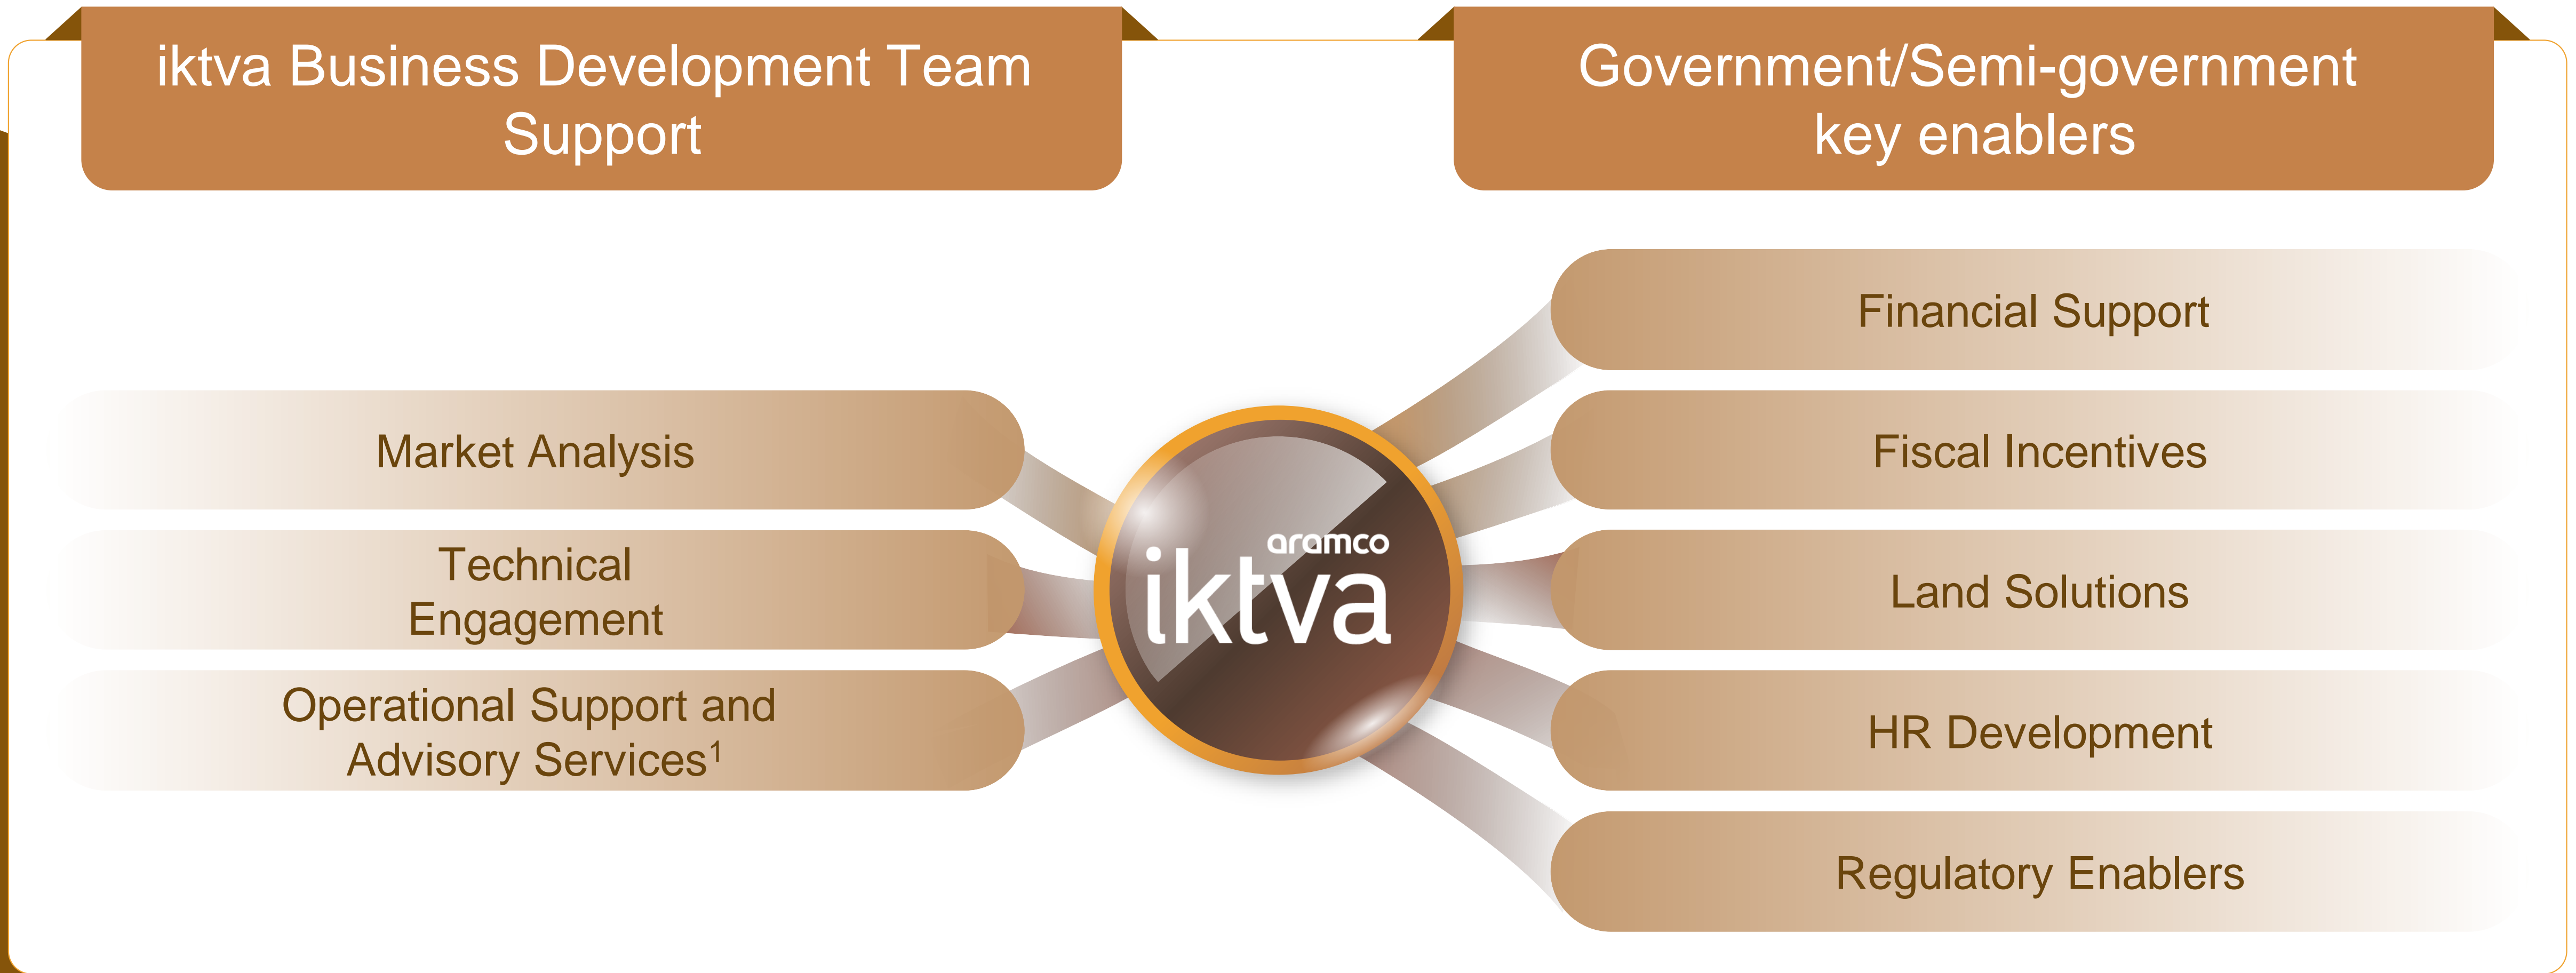 iktva Business Development Team
Support
Government/Semi-government
key enablers
Market Analysis
Technical
Engagement
Operational Support and
Advisory Services¹
aramco
iktva
Financial Support
Fiscal Incentives
Land Solutions
HR Development
Regulatory Enablers